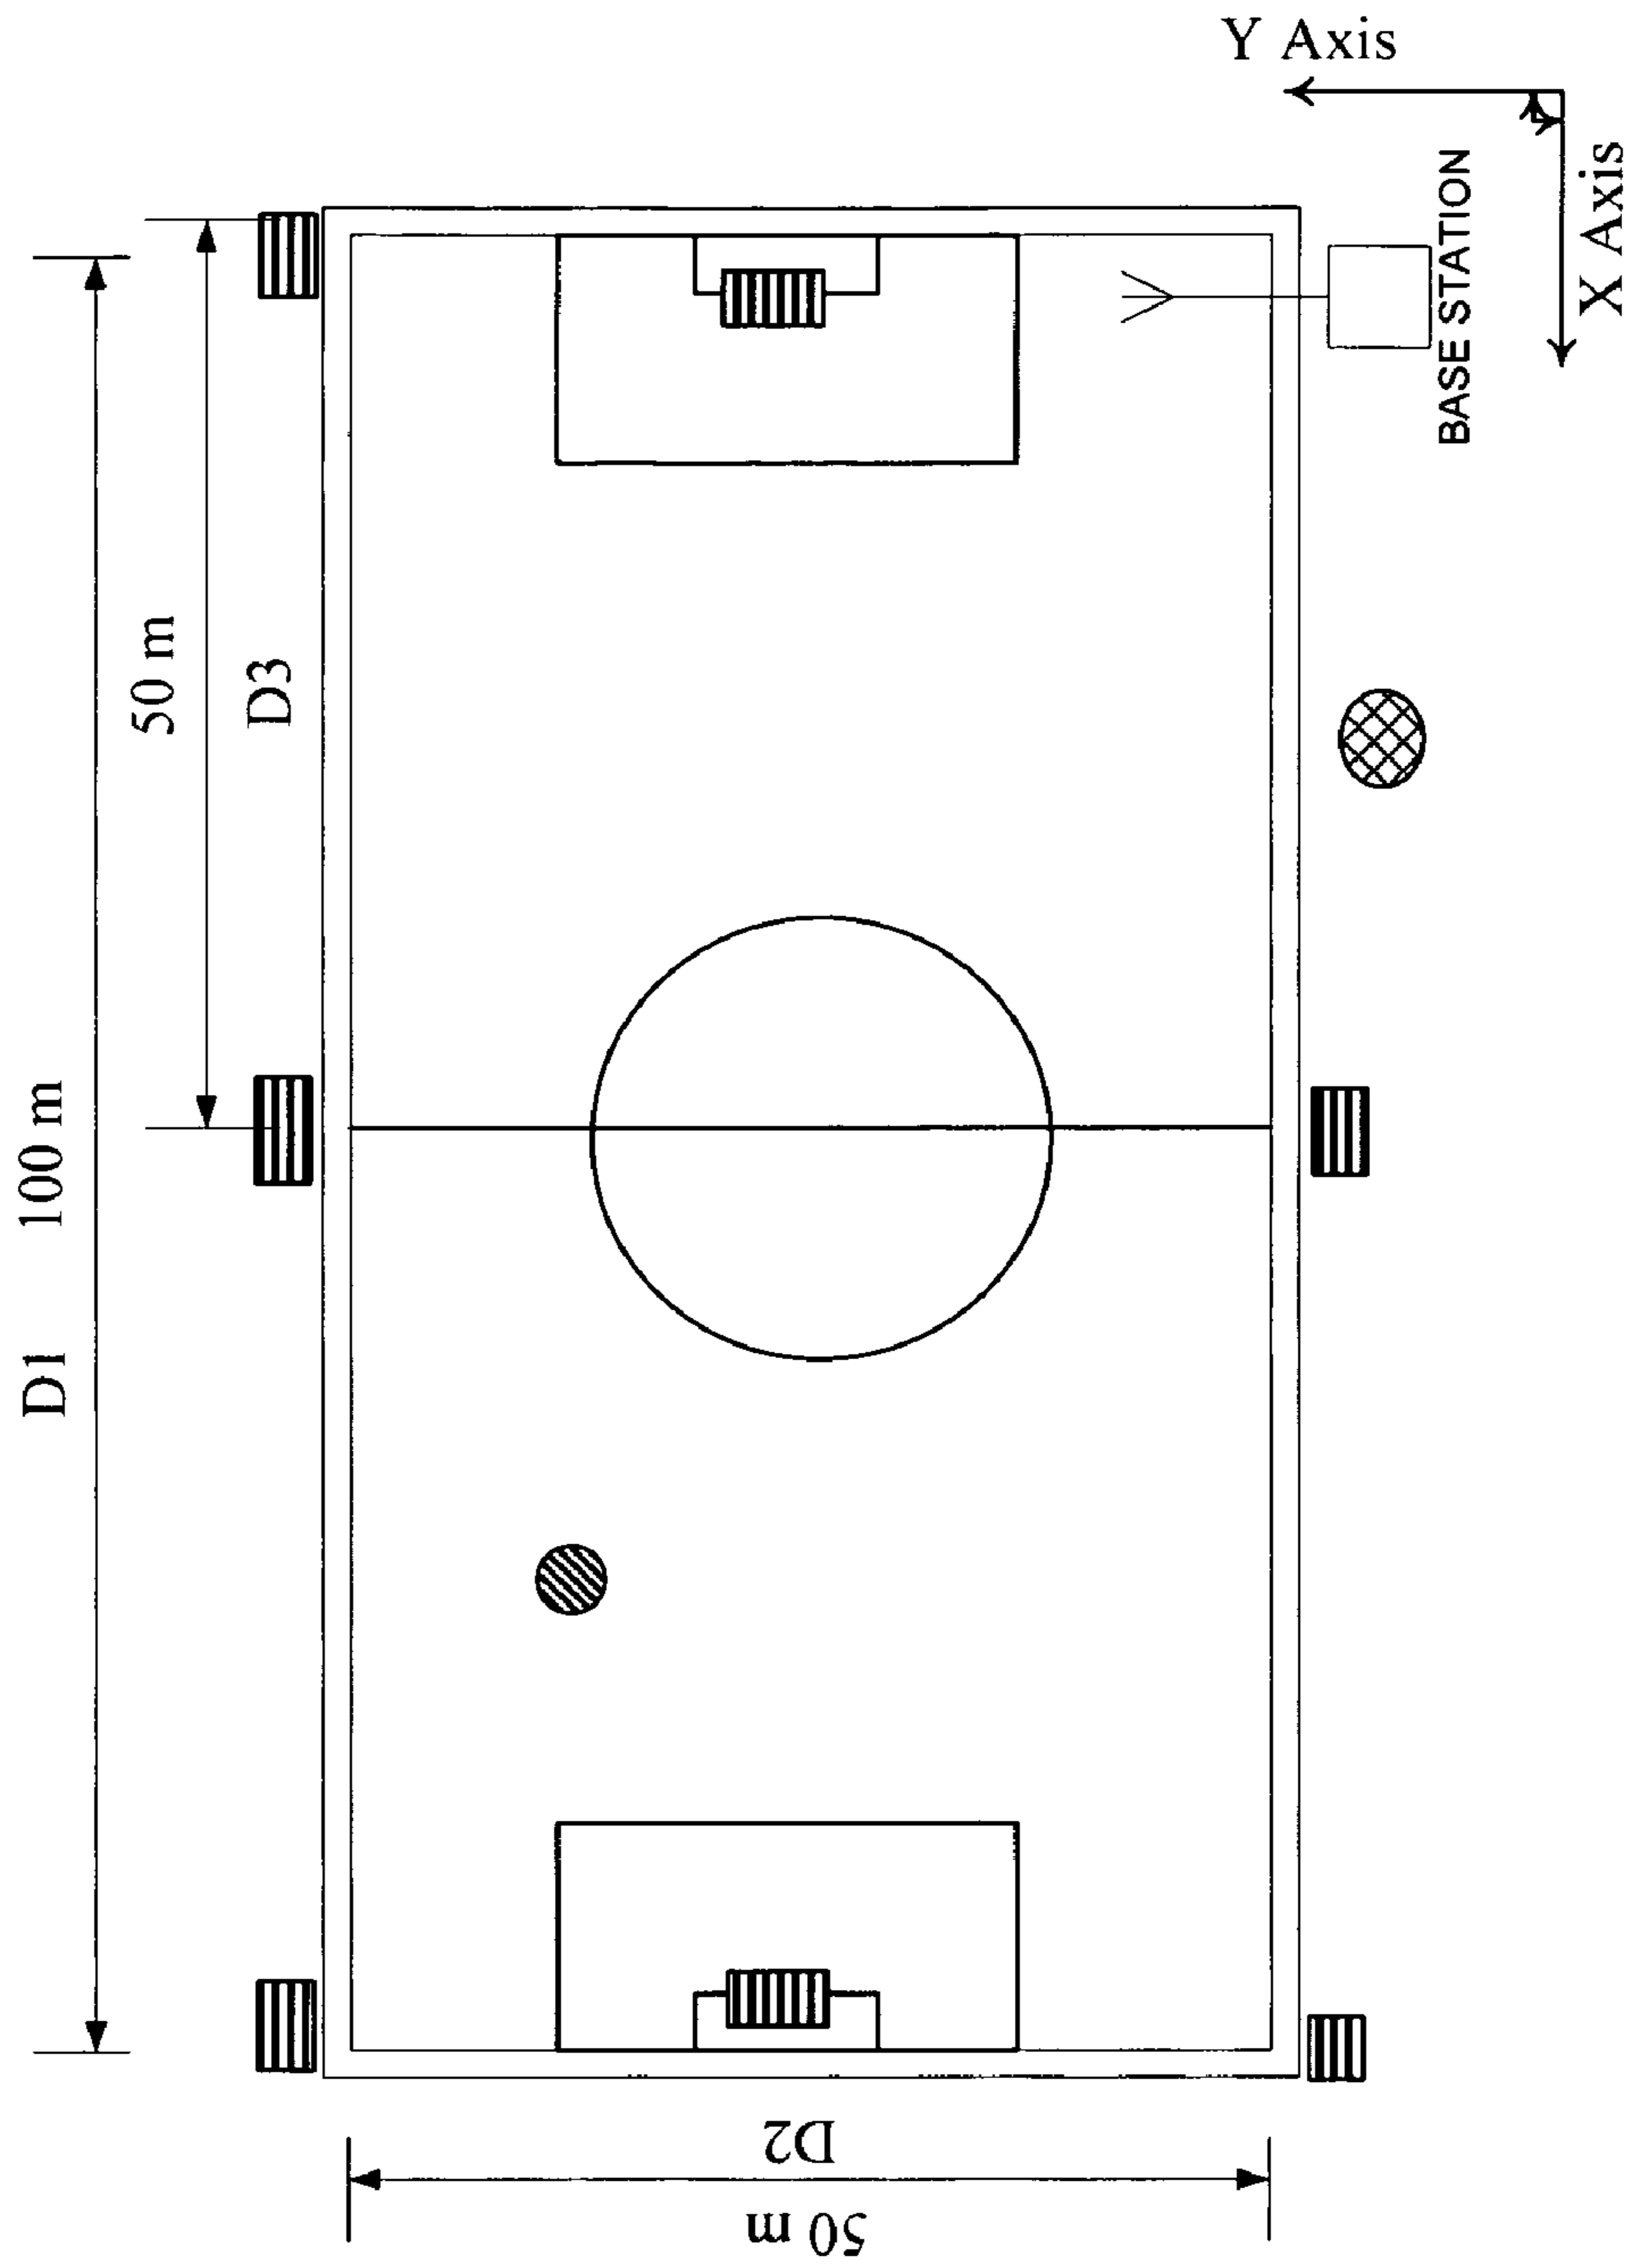 Y Axis
X Axis
BASE STATION
50 m
D3
D1 100 m
D2
50 m